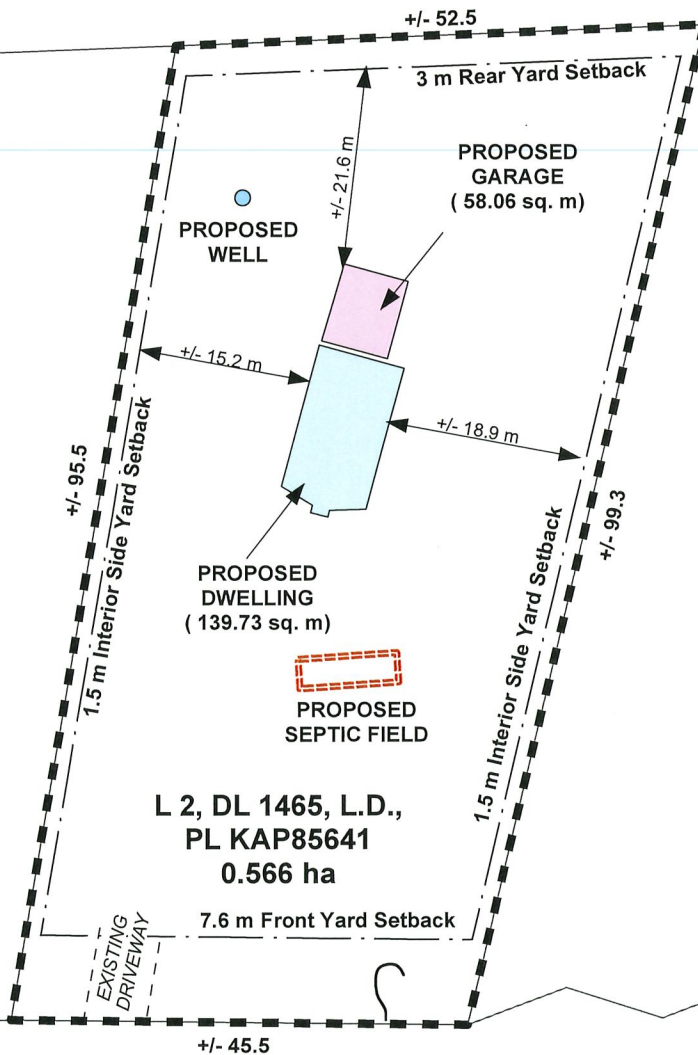 +/- 52.5
3 m Rear Yard Setback
+/- 21.6 m
PROPOSED
GARAGE
( 58.06 sq. m)
PROPOSED
WELL
+/- 15.2 m
+/- 18.9 m
+/- 95.5
1.5 m Interior Side Yard Setback
+/- 99.3
1.5 m Interior Side Yard Setback
PROPOSED
DWELLING
( 139.73 sq. m)
PROPOSED
SEPTIC FIELD
L 2, DL 1465, L.D.,
PL KAP85641
0.566 ha
7.6 m Front Yard Setback
EXISTING
DRIVEWAY
+/- 45.5